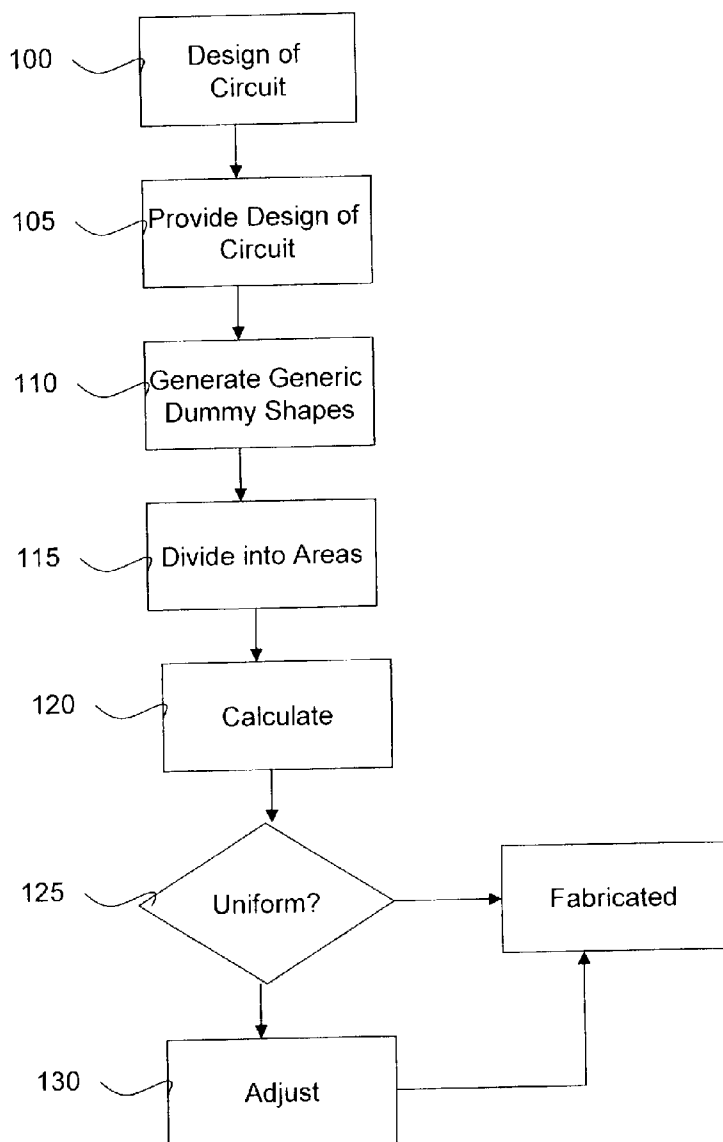 100
Design of
Circuit
105
Provide Design of
Circuit
110
Generate Generic
Dummy Shapes
115
Divide into Areas
120
Calculate
125
Uniform?
Fabricated
130
Adjust